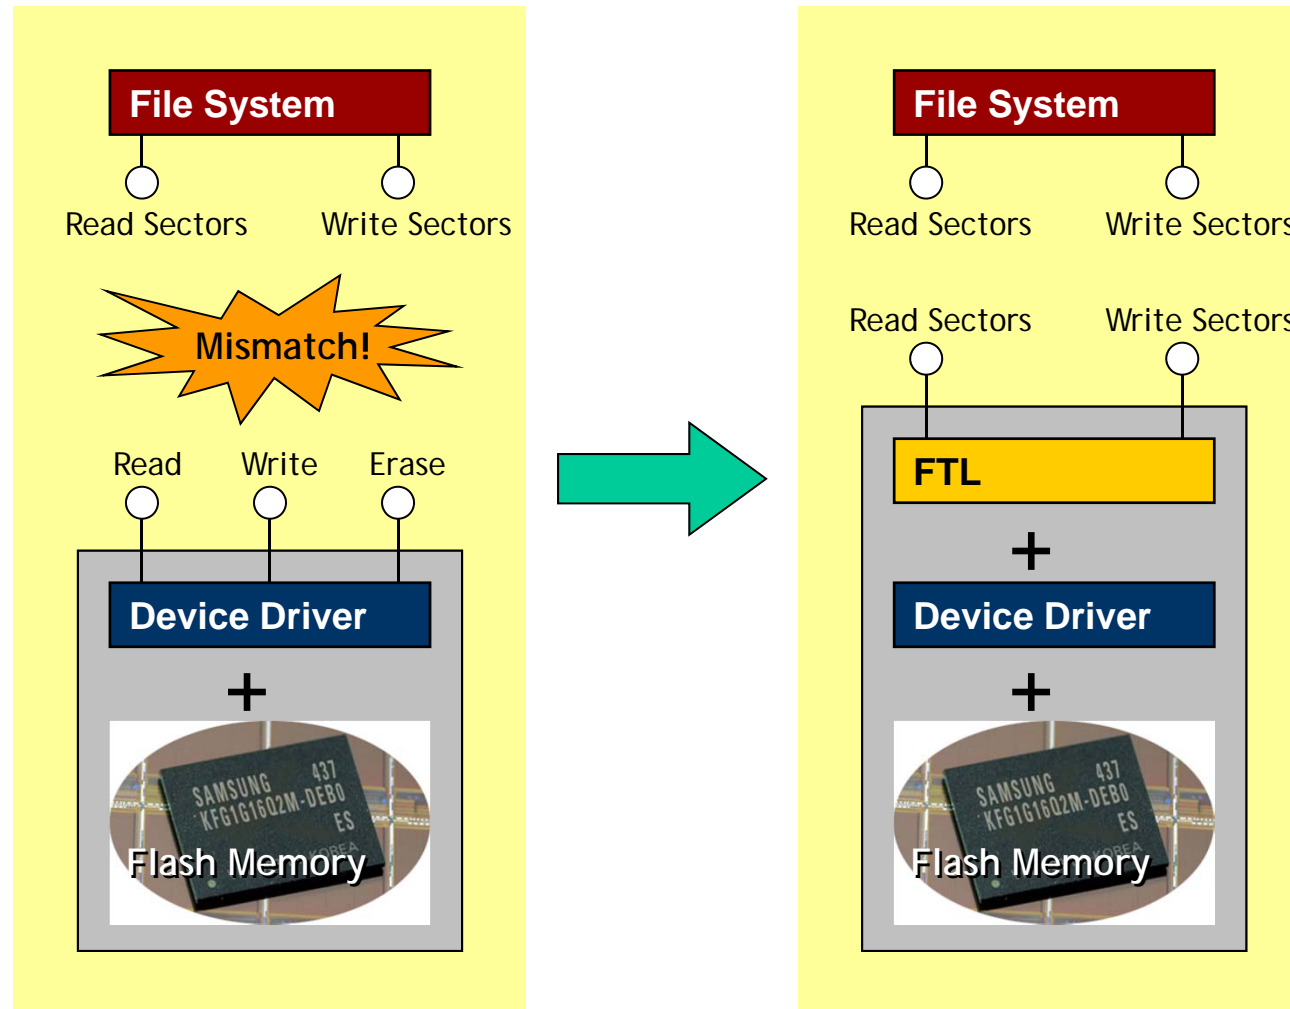 File System
Read Sectors Write Sectors
Mismatch!
Read Write Erase
Device Driver
+
SAMSUNG 437
KFG1G16Q2M-DEB0
ES
KOREA
Flash Memory
File System
Read Sectors Write Sectors
Read Sectors Write Sectors
FTL
+
Device Driver
+
SAMSUNG 437
KFG1G16Q2M-DEB0
ES
KOREA
Flash Memory